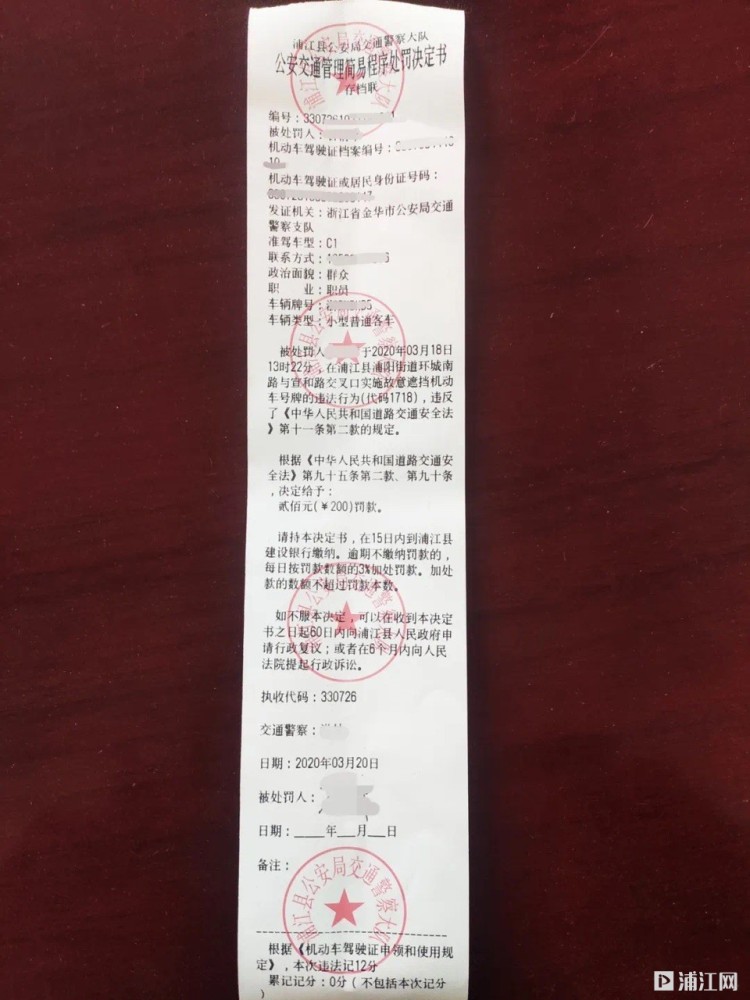 浦江县公安局交通警察大队
公安交通管理简易程序处罚决定书
存档联
编号：33072610
被处罚人：
机动车驾驶证档案编号：
10
机动车驾驶证或居民身份证号码：
发证机关：浙江省金华市公安局交通
警察支队
准驾车型：C1
联系方式：
政治面貌：群众
职　　业：职员
车辆牌号：
车辆类型：小型普通客车
被处罚人 于2020年03月18日
13时22分，在浦江县浦阳街道环城南
路与宣和路交叉口实施故意遮挡机动
车号牌的违法行为(代码1718)，违反
了《中华人民共和国道路交通安全法
》第十一条第二款的规定。
根据《中华人民共和国道路交通安
全法》第九十五条第二款、第九十条
，决定给予：
贰佰元(￥200)罚款。
请持本决定书，在15日内到浦江县
建设银行缴纳。逾期不缴纳罚款的，
每日按罚款数额的3%加处罚款。加处
罚款的数额不超过罚款本数。
如不服本决定，可以在收到本决定
书之日起60日内向浦江县人民政府申
请行政复议；或者在6个月内向人民
法院提起行政诉讼。
执收代码：330726
交通警察：
日期：2020年03月20日
被处罚人：
日期：____年___月___日
备注：
浦江县公安局交通警察大队
根据《机动车驾驶证申领和使用规
定》，本次违法记12分
累记记分：0分（不包括本次记分
）
浦江网